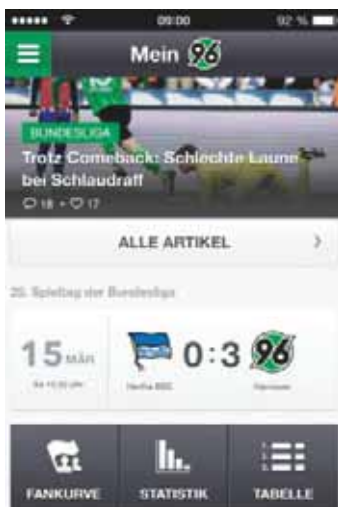 09:00 92 %
Mein 96
BUNDESLIGA
Trotz Comeback: Schlechte Laune
bei Schlaudraff
18 • 17
ALLE ARTIKEL
Spieltag der Bundesliga
15 MÄR
0:3 96
Hertha BSC Hannover
FANKURVE STATISTIK TABELLE